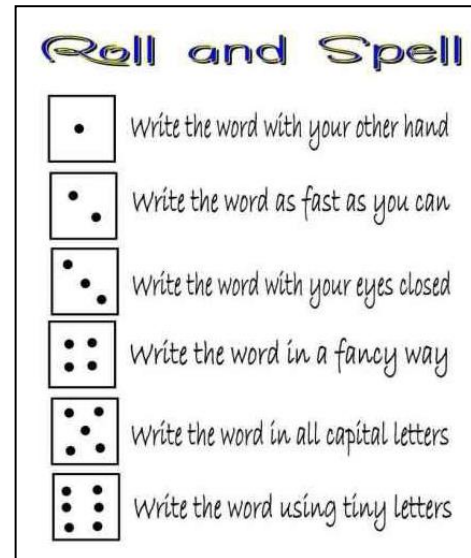 Roll and Spell
Write the word with your other hand
Write the word as fast as you can
Write the word with your eyes closed
Write the word in a fancy way
Write the word in all capital letters
Write the word using tiny letters